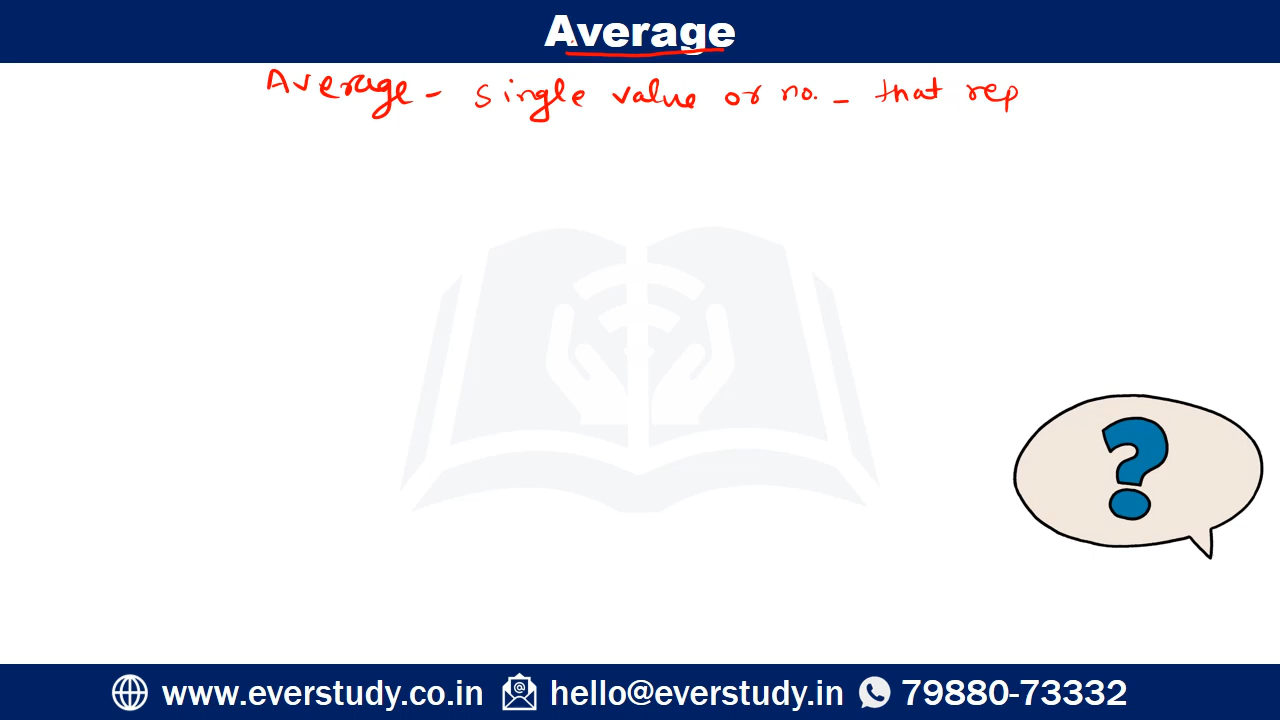 Average
Average - single value or no. - that rep
?
www.everstudy.co.in hello@everstudy.in 79880-73332